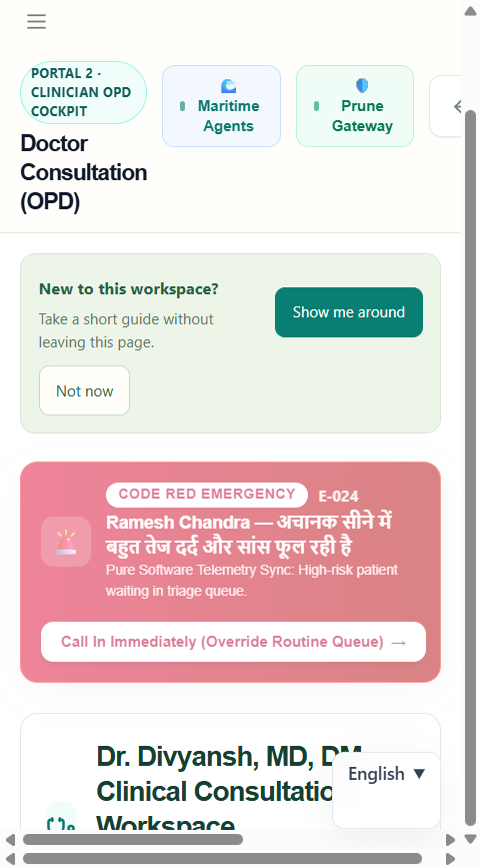 PORTAL 2 ·
CLINICIAN OPD
COCKPIT
Doctor
Consultation
(OPD)
Maritime
Agents
Prune
Gateway
New to this workspace?
Take a short guide without
leaving this page.
Show me around
Not now
CODE RED EMERGENCY E-024
Ramesh Chandra — अचानक सीने में
बहुत तेज दर्द और सांस फूल रही है
Pure Software Telemetry Sync: High-risk patient
waiting in triage queue.
Call In Immediately (Override Routine Queue) →
Dr. Divyansh, MD, DM
Clinical Consultation
Workspace
English ▼